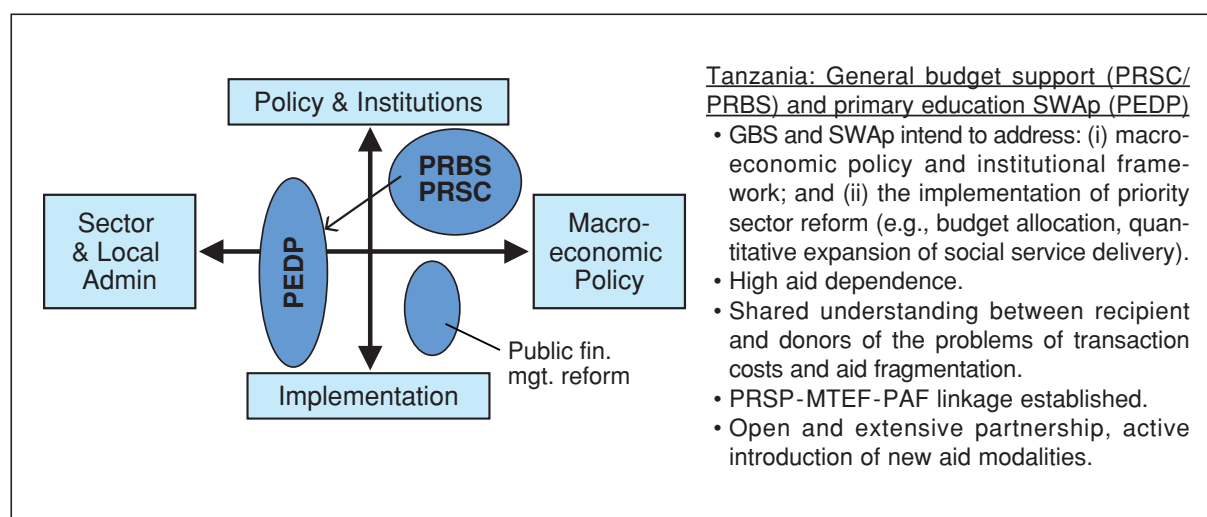 Policy & Institutions
PRBS
PRSC
Sector
& Local
Admin
PEDP
Macro-
economic
Policy
Public fin.
mgt. reform
Implementation
Tanzania: General budget support (PRSC/
PRBS) and primary education SWAp (PEDP)
• GBS and SWAp intend to address: (i) macro-
economic policy and institutional frame-
work; and (ii) the implementation of priority
sector reform (e.g., budget allocation, quan-
titative expansion of social service delivery).
• High aid dependence.
• Shared understanding between recipient
and donors of the problems of transaction
costs and aid fragmentation.
• PRSP-MTEF-PAF linkage established.
• Open and extensive partnership, active
introduction of new aid modalities.